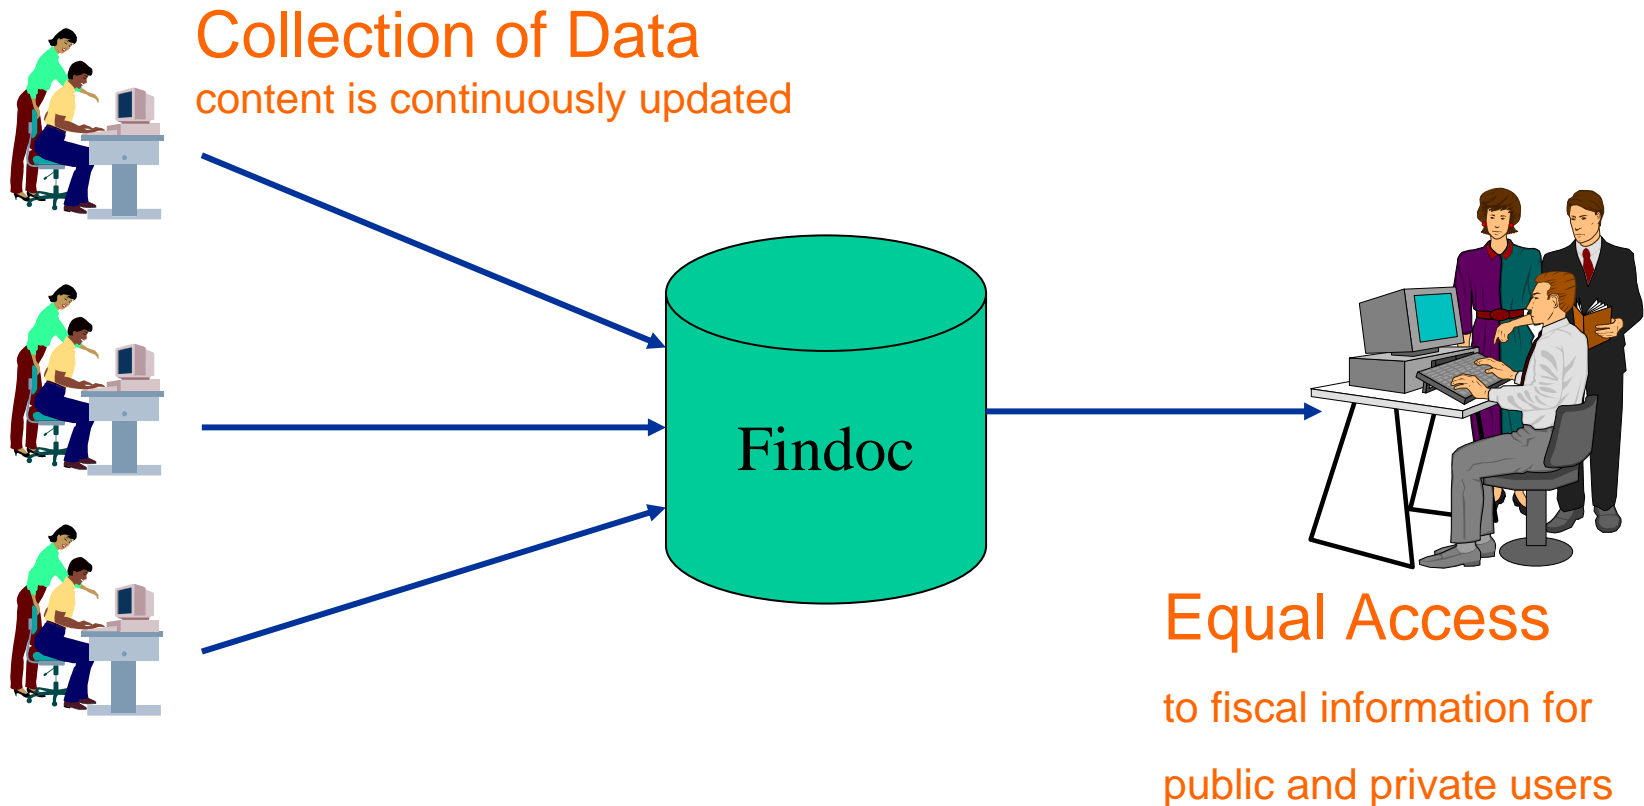 Collection of Data
content is continuously updated
Findoc
Equal Access
to fiscal information for
public and private users